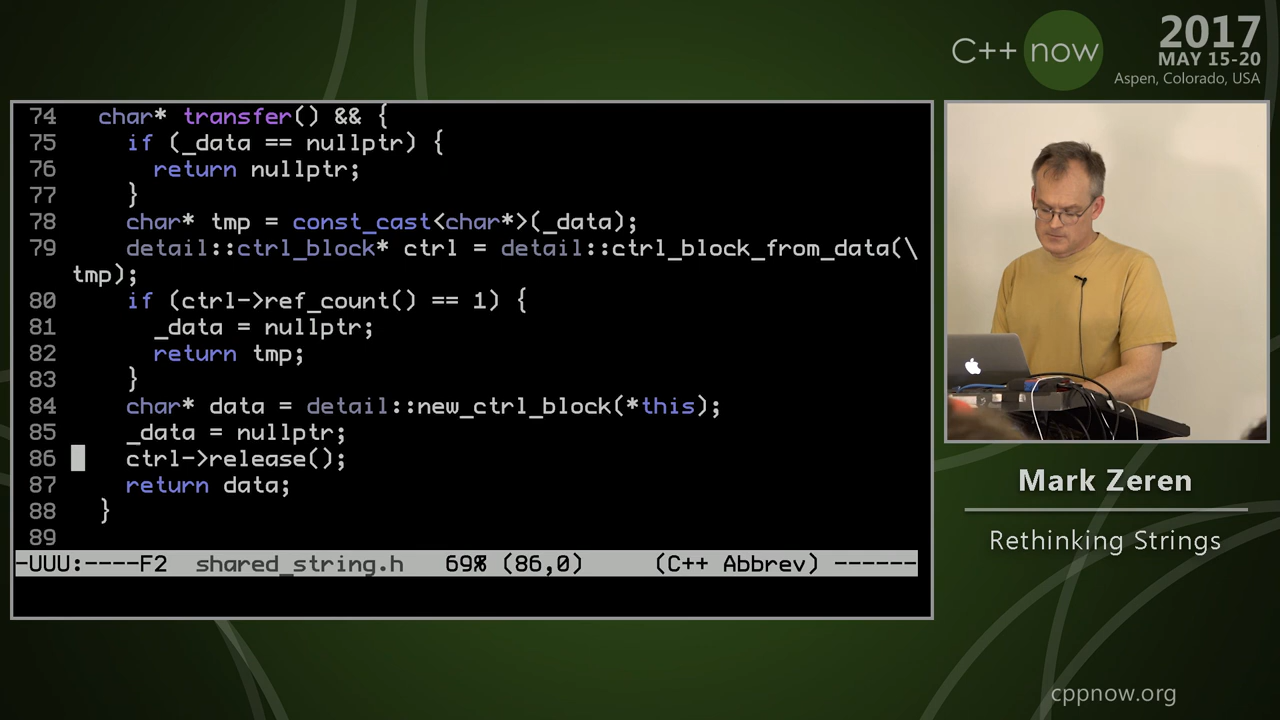 C++ now
2017
MAY 15-20
Aspen, Colorado, USA
74 char* transfer() && {
75 if (_data == nullptr) {
76 return nullptr;
77 }
78 char* tmp = const_cast<char*>(_data);
79 detail::ctrl_block* ctrl = detail::ctrl_block_from_data(\
tmp);
80 if (ctrl->ref_count() == 1) {
81 _data = nullptr;
82 return tmp;
83 }
84 char* data = detail::new_ctrl_block(*this);
85 _data = nullptr;
86 ctrl->release();
87 return data;
88 }
89
-UUU:----F2 shared_string.h 69% (86,0) (C++ Abbrev) ------
Mark Zeren
Rethinking Strings
cppnow.org